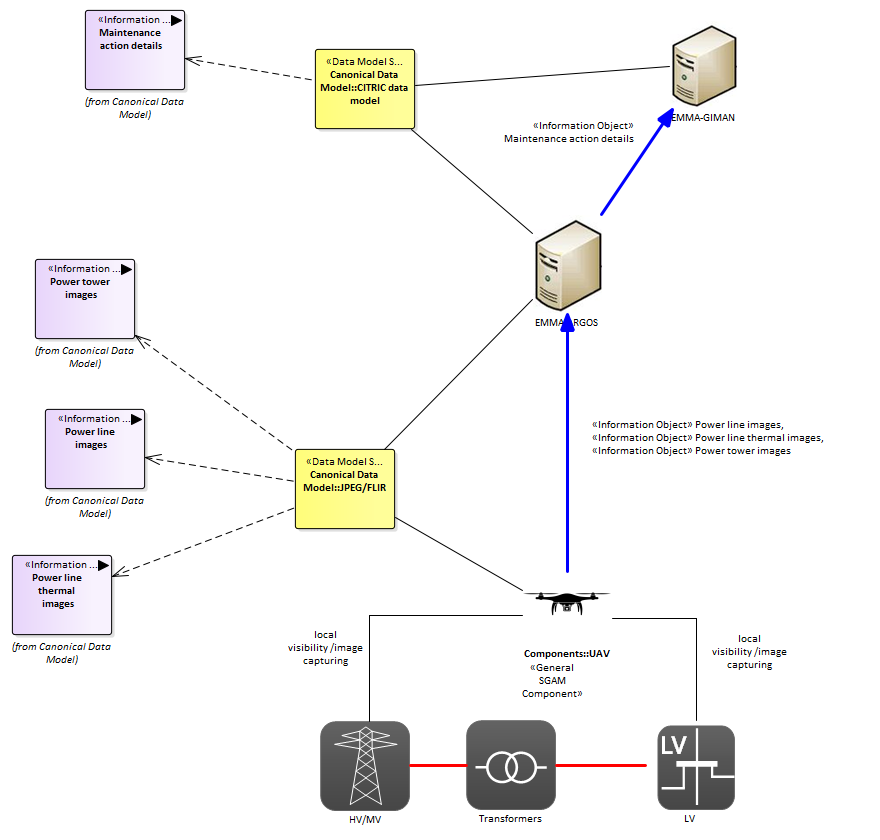 «Information ...
Maintenance
action details
(from Canonical Data
Model)
«Data Model S...
Canonical Data
Model::CITRIC data
model
EMMA-GIMAN
«Information Object»
Maintenance action details
«Information ...
Power tower
images
(from Canonical Data
Model)
EMMA-ARGOS
«Information ...
Power line
images
(from Canonical Data
Model)
«Data Model S...
Canonical Data
Model::JPEG/FLIR
«Information Object» Power line images,
«Information Object» Power line thermal images,
«Information Object» Power tower images
«Information ...
Power line
thermal
images
(from Canonical Data
Model)
local
visibility /image
capturing
Components::UAV
«General
SGAM
Component»
local
visibility /image
capturing
LV
HV/MV
Transformers
LV